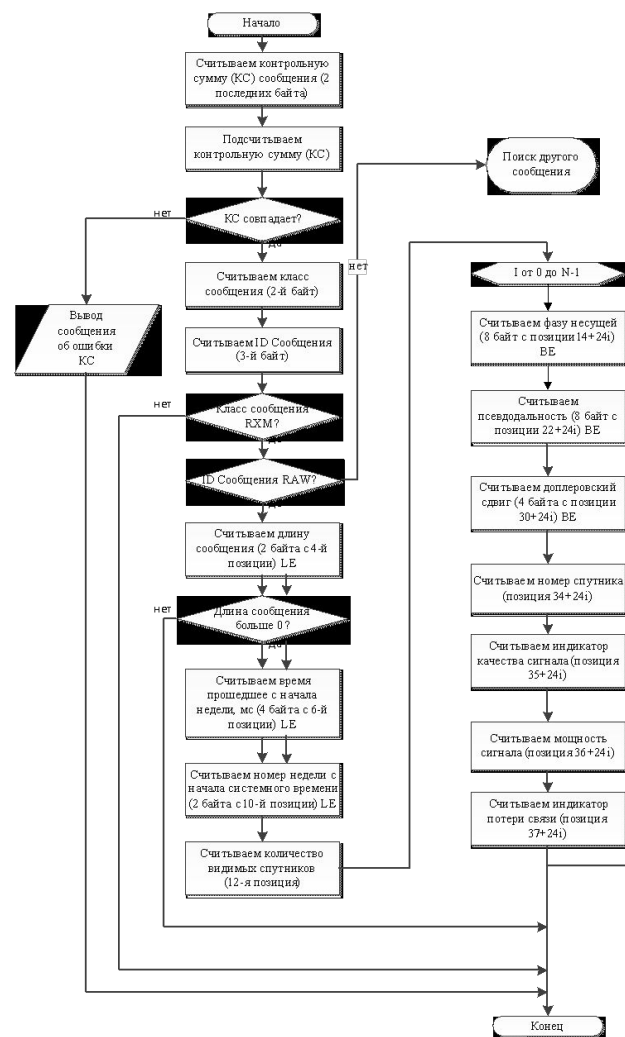 Начало
Считываем контрольную
сумму (КС) сообщения (2
последних байта)
Подсчитываем
контрольную сумму (КС)
Поиск другого
сообщения
нет
КС совпадает?
да
нет
Считываем класс
сообщения (2-й байт)
Вывод
сообщения
об ошибки
КС
Считываем ID Сообщения
(3-й байт)
нет
Класс сообщения
RXM?
да
ID Сообщения RAW?
да
Считываем длину
сообщения (2 байта с 4-й
позиции) LE
нет
Длина сообщения
больше 0?
да
Считываем время
прошедшее с начала
недели, мс (4 байта с 6-й
позиции) LE
Считываем номер недели с
начала системного времени
(2 байта с 10-й позиции) LE
Считываем количество
видимых спутников
(12-я позиция)
I от 0 до N-1
Считываем фазу несущей
(8 байт с позиции 14+24i)
BE
Считываем
псевдодальность (8 байт с
позиции 22+24i) BE
Считываем доплеровский
сдвиг (4 байта с позиции
30+24i) BE
Считываем номер спутника
(позиция 34+24i)
Считываем индикатор
качества сигнала (позиция
35+24i)
Считываем мощность
сигнала (позиция 36+24i)
Считываем индикатор
потери связи (позиция
37+24i)
Конец